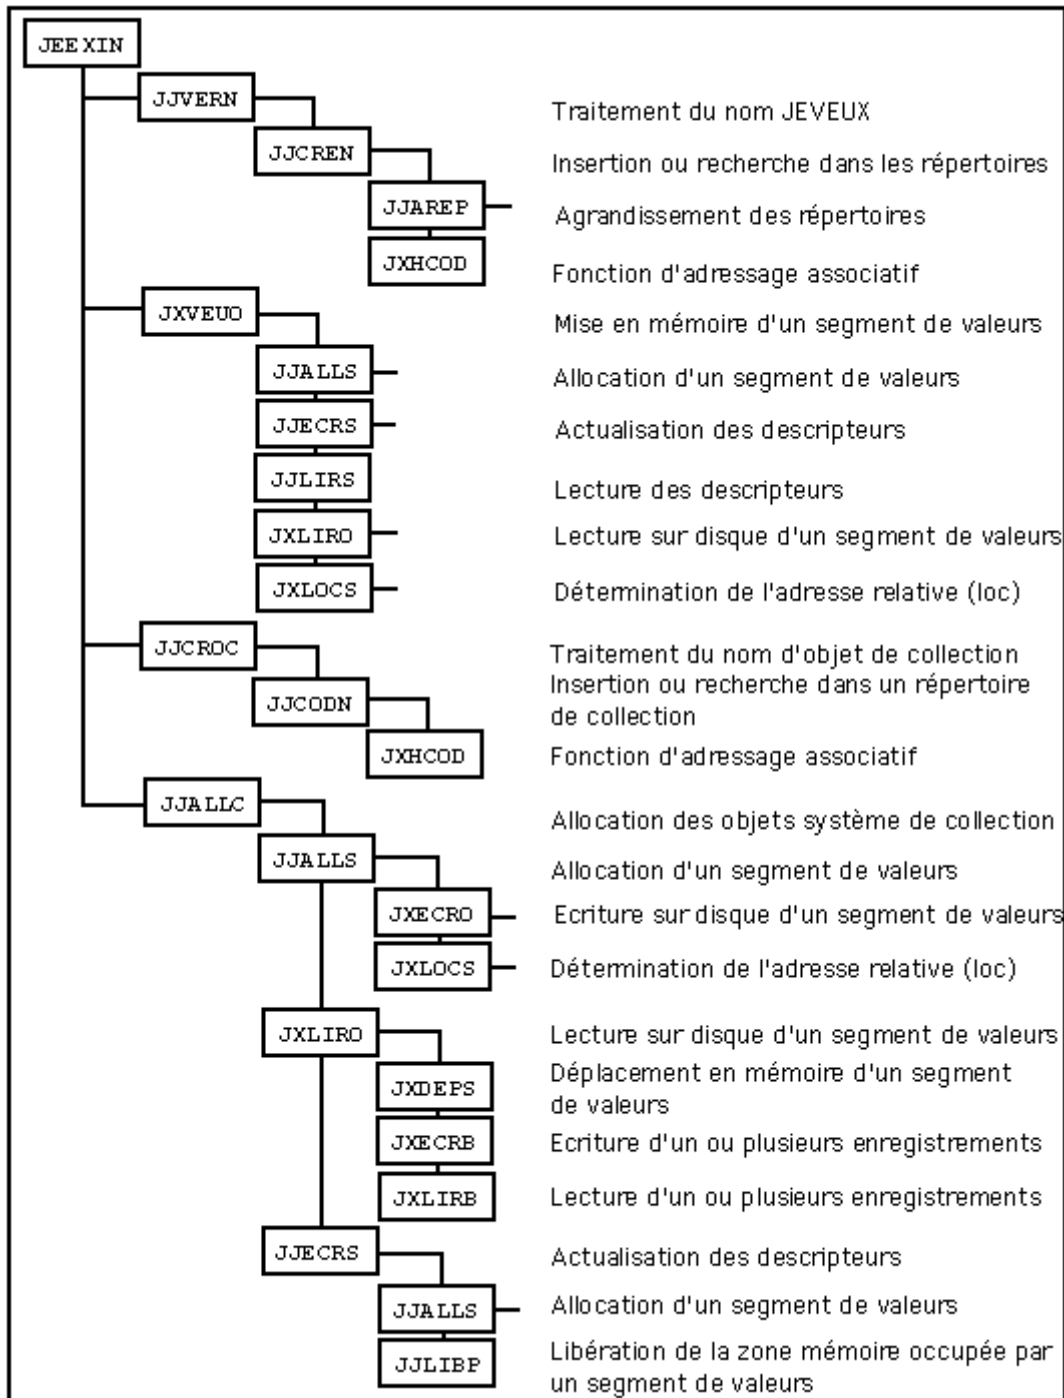 JEEXIN
JJVERN
Traitement du nom JEVEUX
JJCREN
Insertion ou recherche dans les répertoires
JJAREP
Agrandissement des répertoires
JXHCOD
Fonction d'adressage associatif
JXVEUO
Mise en mémoire d'un segment de valeurs
JJALLS
Allocation d'un segment de valeurs
JJECRS
Actualisation des descripteurs
JJLIRS
Lecture des descripteurs
JXLIRO
Lecture sur disque d'un segment de valeurs
JXLOCS
Détermination de l'adresse relative (loc)
JJCROC
Traitement du nom d'objet de collection
JJCODN
Insertion ou recherche dans un répertoire
de collection
JXHCOD
Fonction d'adressage associatif
JJALLC
Allocation des objets système de collection
JJALLS
Allocation d'un segment de valeurs
JXECRO
Ecriture sur disque d'un segment de valeurs
JXLOCS
Détermination de l'adresse relative (loc)
JXLIRO
Lecture sur disque d'un segment de valeurs
JXDEPS
Déplacement en mémoire d'un segment
de valeurs
JXECRB
Ecriture d'un ou plusieurs enregistrements
JXLIRB
Lecture d'un ou plusieurs enregistrements
JJECRS
Actualisation des descripteurs
JJALLS
Allocation d'un segment de valeurs
JJLIBP
Libération de la zone mémoire occupée par
un segment de valeurs